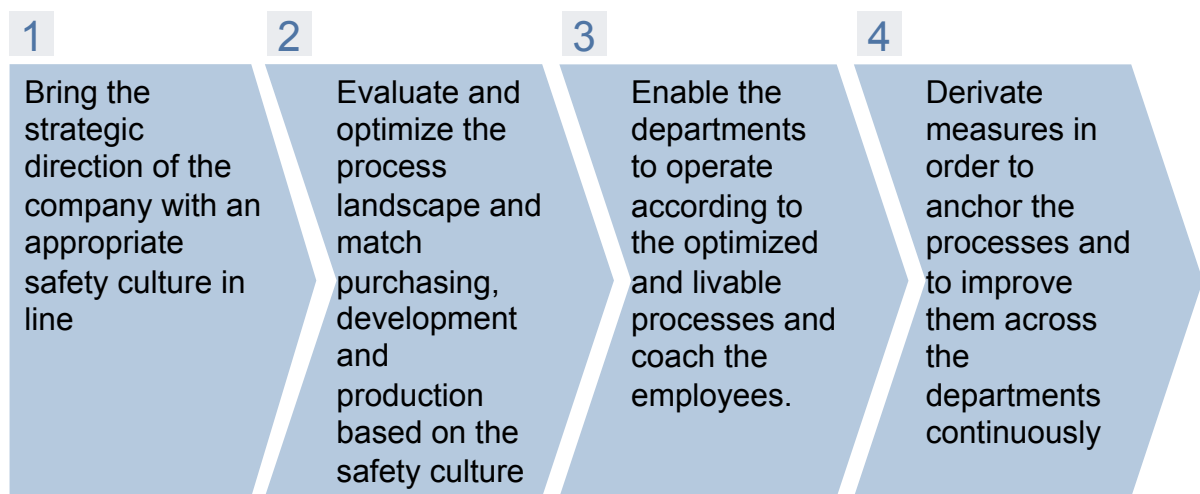 1
Bring the
strategic
direction of the
company with an
appropriate
safety culture in
line
2
Evaluate and
optimize the
process
landscape and
match
purchasing,
development
and
production
based on the
safety culture
3
Enable the
departments
to operate
according to
the optimized
and livable
processes and
coach the
employees.
4
Derivate
measures in
order to
anchor the
processes and
to improve
them across
the
departments
continuously